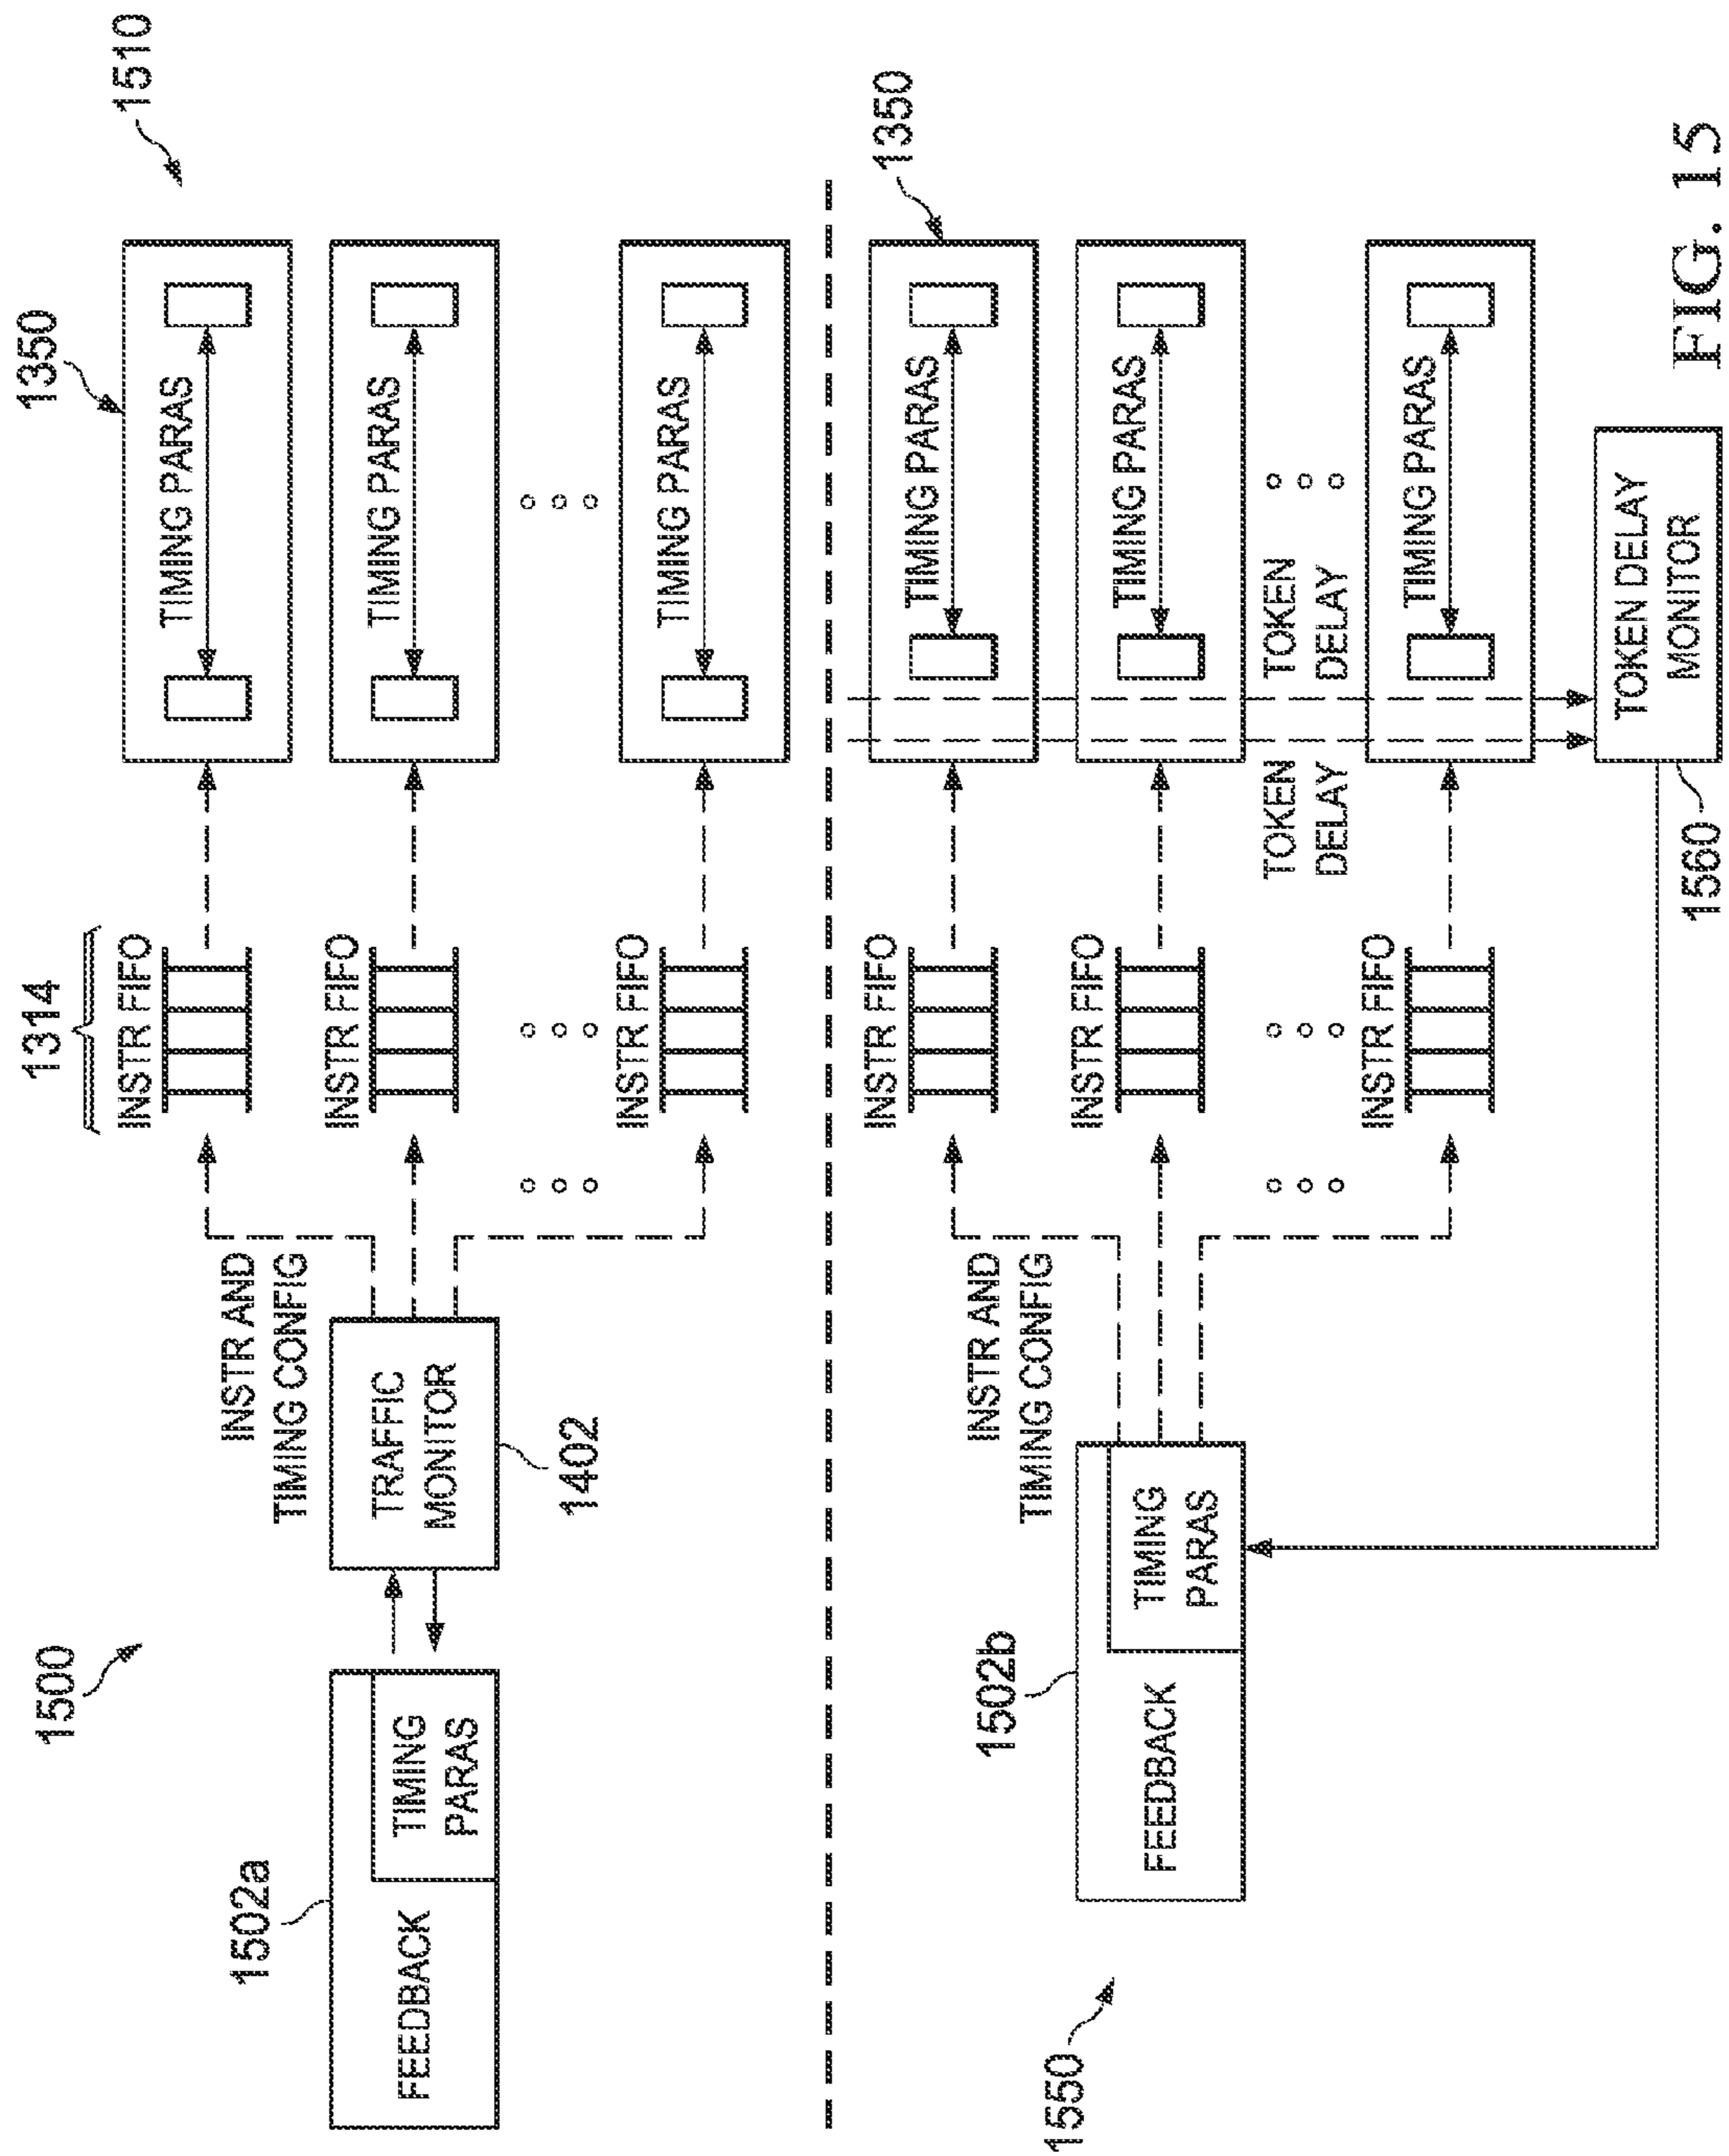 1500
1502a
FEEDBACK
TIMING
PARAS
TRAFFIC
MONITOR
1402
INSTR AND
TIMING CONFIG
1314
INSTR FIFO
INSTR FIFO
INSTR FIFO
1350
TIMING PARAS
TIMING PARAS
TIMING PARAS
1510
1550
1502b
FEEDBACK
TIMING
PARAS
INSTR AND
TIMING CONFIG
INSTR FIFO
INSTR FIFO
INSTR FIFO
TOKEN
DELAY
TOKEN
DELAY
1350
TIMING PARAS
TIMING PARAS
TIMING PARAS
1560
TOKEN DELAY
MONITOR
FIG. 15